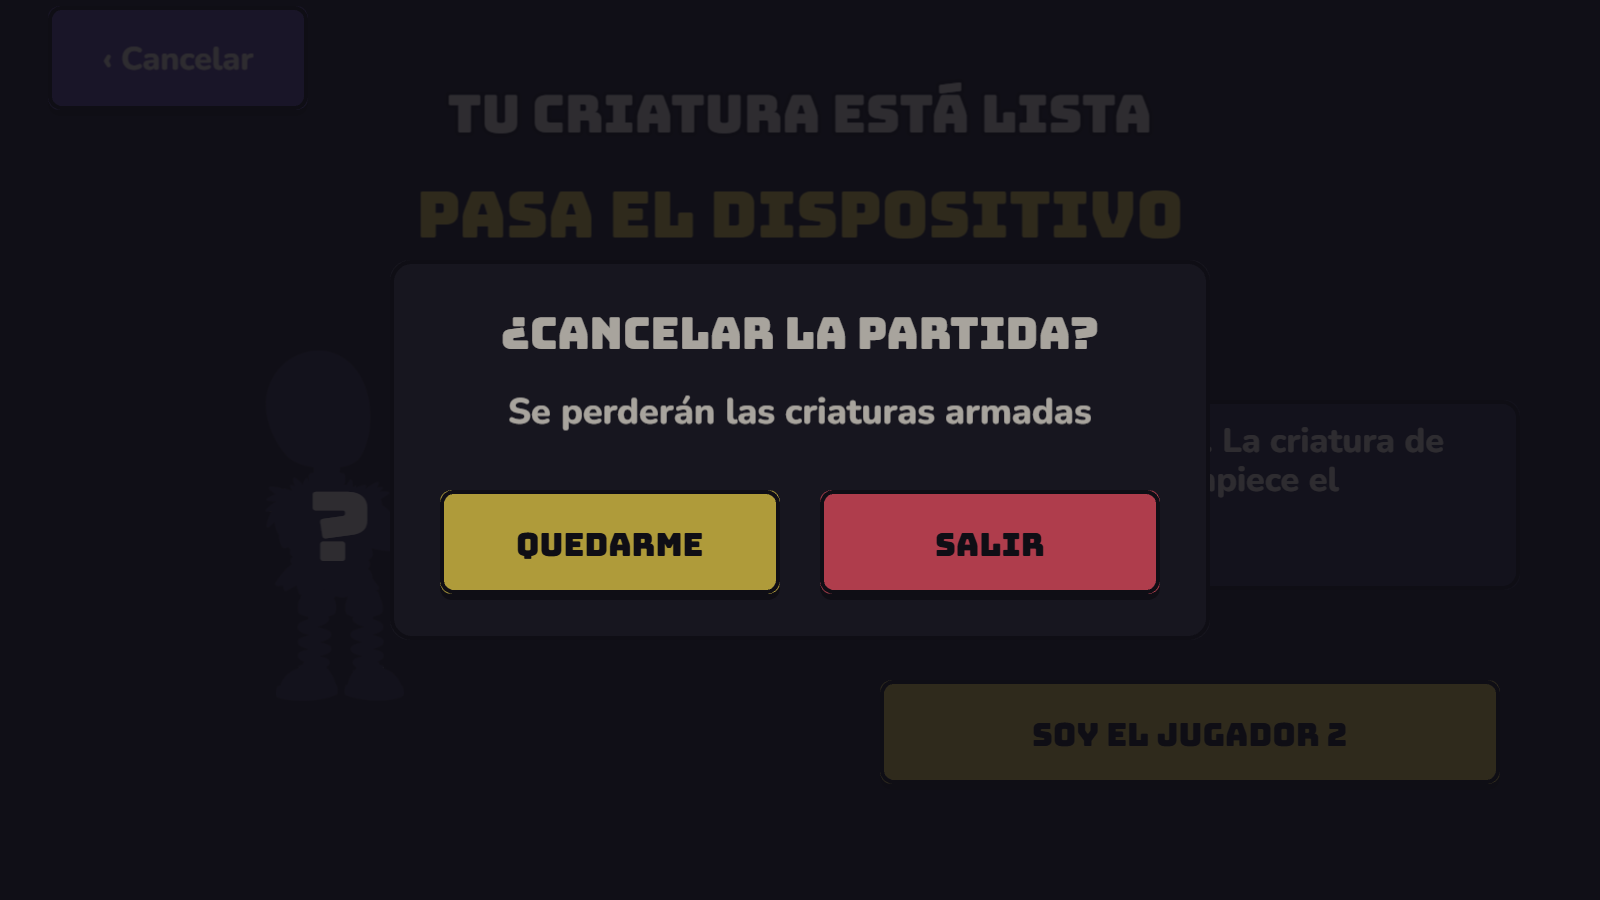 ‹ Cancelar
TU CRIATURA ESTÁ LISTA
PASA EL DISPOSITIVO
¿CANCELAR LA PARTIDA?
Se perderán las criaturas armadas
La criatura de
el
?
QUEDARME
SALIR
SOY EL JUGADOR 2